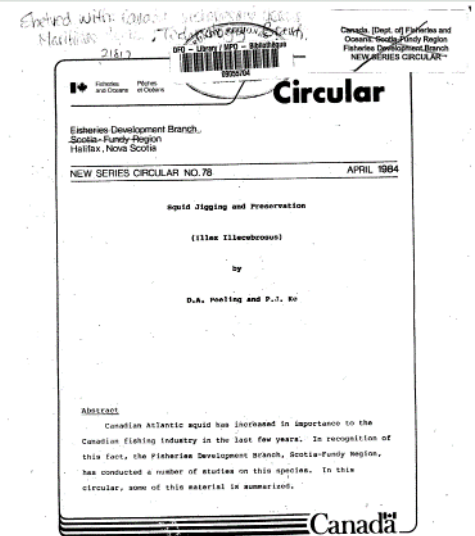 Shelved with:
Canada. [Dept. of] Fisheries and
Oceans. Scotia-Fundy Region
Fisheries Development Branch
NEW SERIES CIRCULAR
DFO - Library / MPO - Bibliothèque
09055704
Fisheries and Oceans
Pêches et Océans
Circular
Fisheries Development Branch
Scotia-Fundy Region
Halifax, Nova Scotia
NEW SERIES CIRCULAR NO. 78
APRIL 1984
Squid Jigging and Preservation
(Illex Illecebrosus)
by
D.A. and P.J. Ke
Abstract
Canadian Atlantic squid has increased in importance to the
Canadian fishing industry in the last few years. In recognition of
this fact, the Fisheries Development Branch, Scotia-Fundy Region,
has conducted a number of studies on this species. In this
circular, some of this material is summarized.
Canada